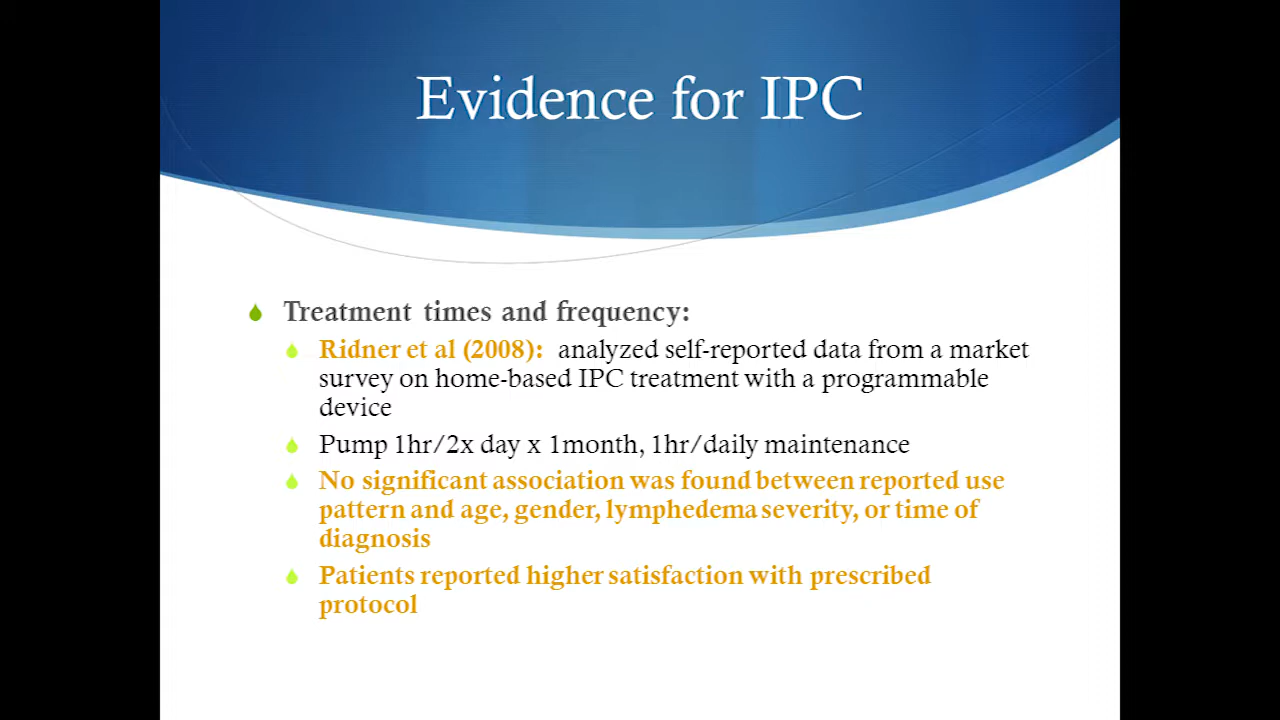 Evidence for IPC
Treatment times and frequency:
Ridner et al (2008): analyzed self-reported data from a market
survey on home-based IPC treatment with a programmable
device
Pump 1hr/2x day x 1month, 1hr/daily maintenance
No significant association was found between reported use
pattern and age, gender, lymphedema severity, or time of
diagnosis
Patients reported higher satisfaction with prescribed
protocol